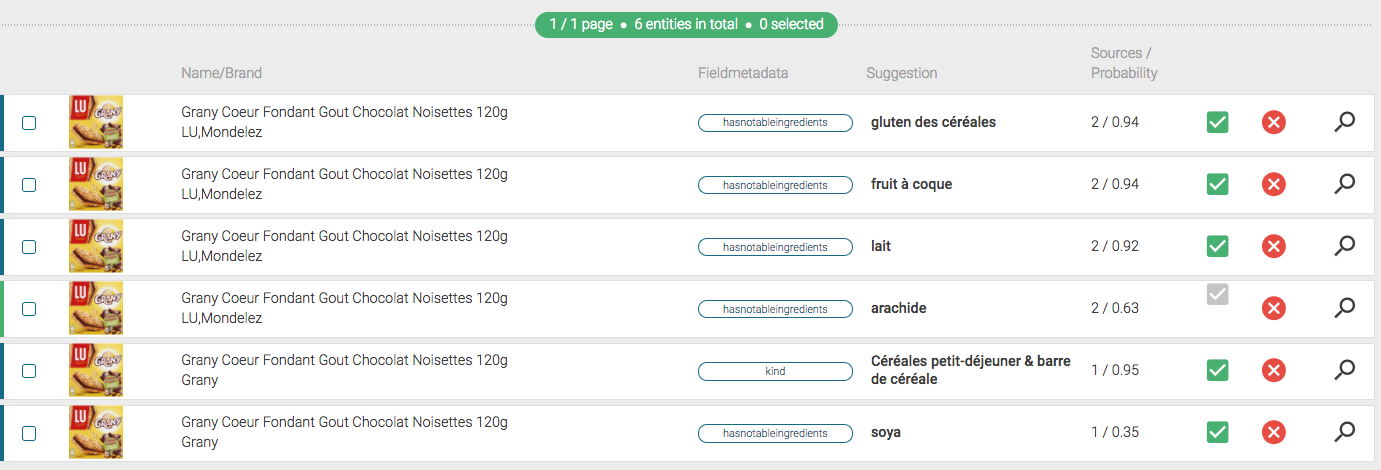 1 / 1 page • 6 entities in total • 0 selected
Name/Brand Fieldmetadata Suggestion Sources / Probability
LU
GRANY
Grany Coeur Fondant Gout Chocolat Noisettes 120g
LU,Mondelez
hasnotableingredients
gluten des céréales
2 / 0.94
LU
GRANY
Grany Coeur Fondant Gout Chocolat Noisettes 120g
LU,Mondelez
hasnotableingredients
fruit à coque
2 / 0.94
LU
GRANY
Grany Coeur Fondant Gout Chocolat Noisettes 120g
LU,Mondelez
hasnotableingredients
lait
2 / 0.92
LU
GRANY
Grany Coeur Fondant Gout Chocolat Noisettes 120g
LU,Mondelez
hasnotableingredients
arachide
2 / 0.63
LU
GRANY
Grany Coeur Fondant Gout Chocolat Noisettes 120g
Grany
kind
Céréales petit-déjeuner & barre
de céréale
1 / 0.95
LU
GRANY
Grany Coeur Fondant Gout Chocolat Noisettes 120g
Grany
hasnotableingredients
soya
1 / 0.35